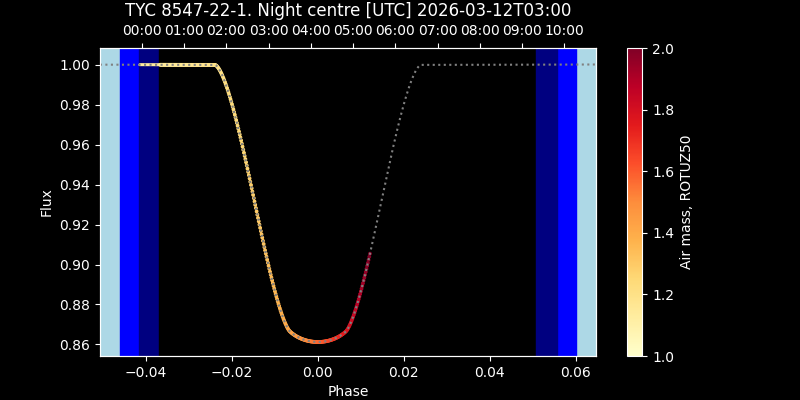 TYC 8547-22-1. Night centre [UTC] 2026-03-12T03:00
00:00 01:00 02:00 03:00 04:00 05:00 06:00 07:00 08:00 09:00 10:00
1.00
0.98
0.96
0.94
0.92
0.90
0.88
0.86
Flux
−0.04 −0.02 0.00 0.02 0.04 0.06
Phase
2.0
1.8
1.6
1.4
1.2
1.0
Air mass, ROTUZ50